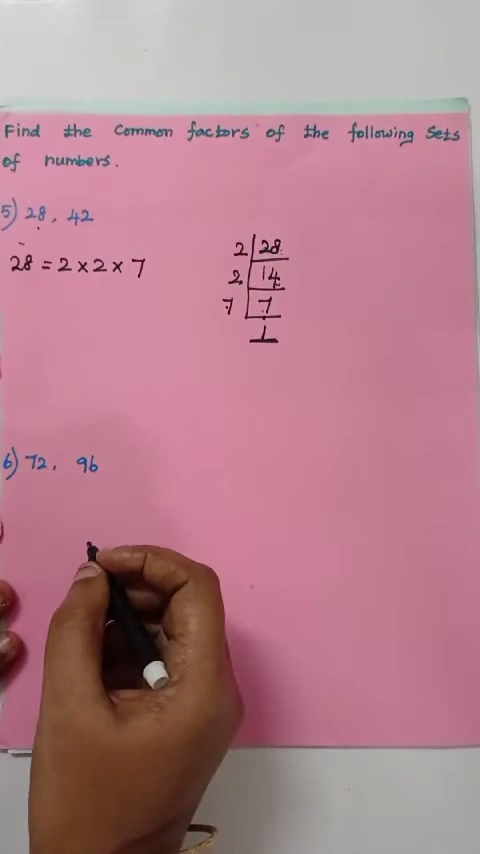 Find the Common factors of the following Sets
of numbers.
5) 28, 42
28 = 2 × 2 × 7
2 | 28
2 | 14
7 | 7
1
6) 72, 96